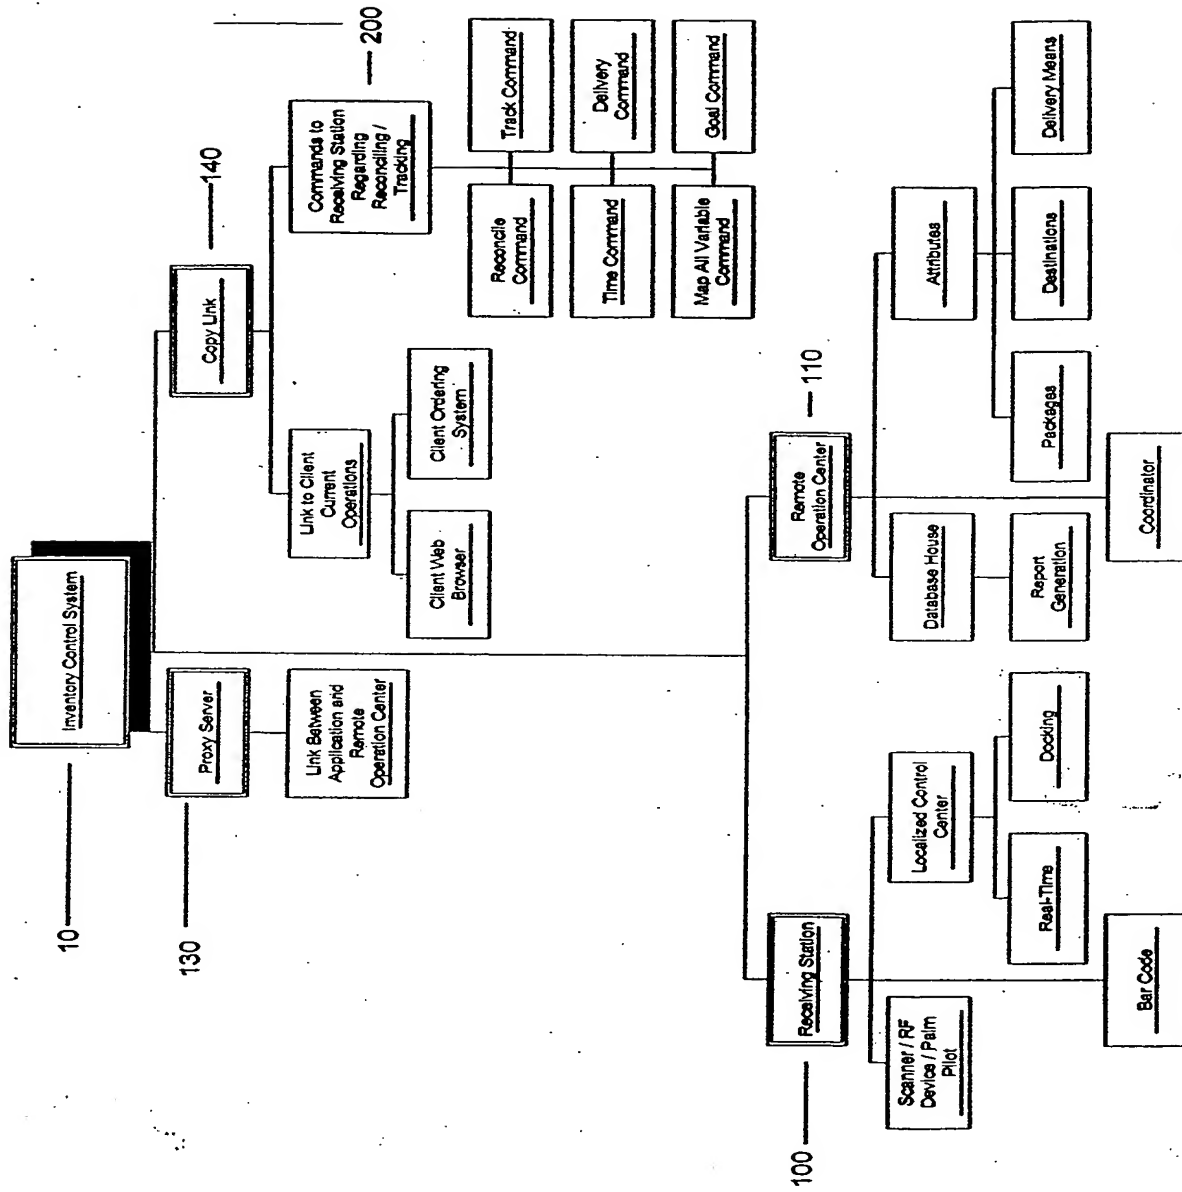 10
Inventory Control System
130
Proxy Server
Link Between
Application and
Remote
Operation Center
140
Copy Link
Link to Client
Current
Operations
Client Web
Browser
Client Ordering
System
200
Commands to
Receiving Station
Regarding
Reconciling /
Tracking
Reconcile
Command
Track Command
Time Command
Delivery
Command
Map All Variable
Command
Goal Command
100
Receiving Station
Scanner / RF
Device / Palm
Pilot
Localized Control
Center
Real-Time
Docking
Bar Code
110
Remote
Operation Center
Database House
Report
Generation
Attributes
Packages
Destinations
Delivery Means
Coordinator